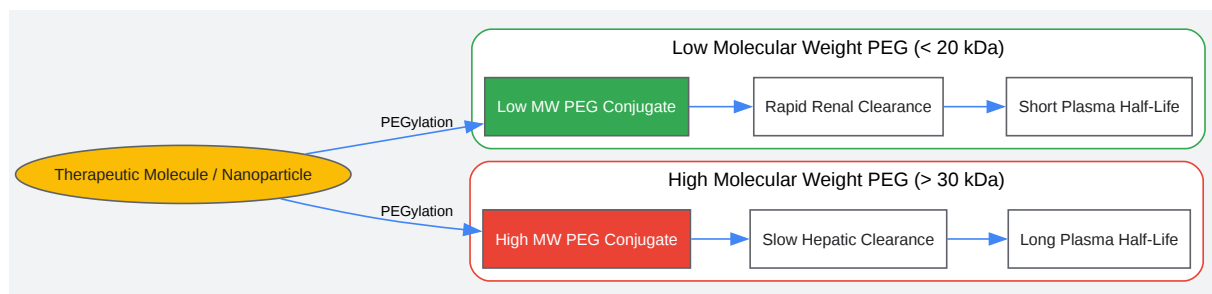 Low Molecular Weight PEG (< 20 kDa)
Low MW PEG Conjugate
Rapid Renal Clearance
Short Plasma Half-Life
PEGylation
Therapeutic Molecule / Nanoparticle
High Molecular Weight PEG (> 30 kDa)
PEGylation
High MW PEG Conjugate
Slow Hepatic Clearance
Long Plasma Half-Life